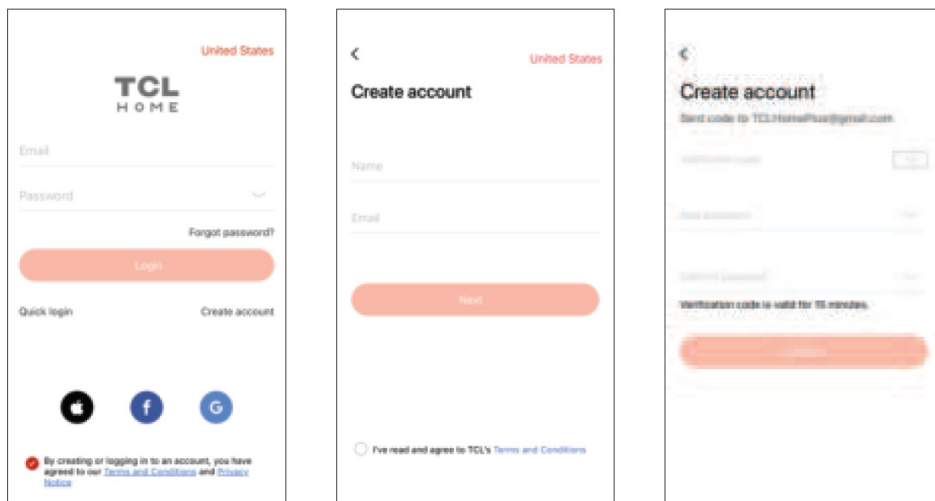 United States
TCL
HOME
Email
Password
Forgot password?
Login
Quick login
Create account
By creating or logging in to an account, you have
agreed to our Terms and Conditions and Privacy
Notice
United States
Create account
Name
Email
Next
I've read and agree to TCL's Terms and Conditions
Create account
Sent code to TCLHomePlus@gmail.com
Verification code is valid for 15 minutes.